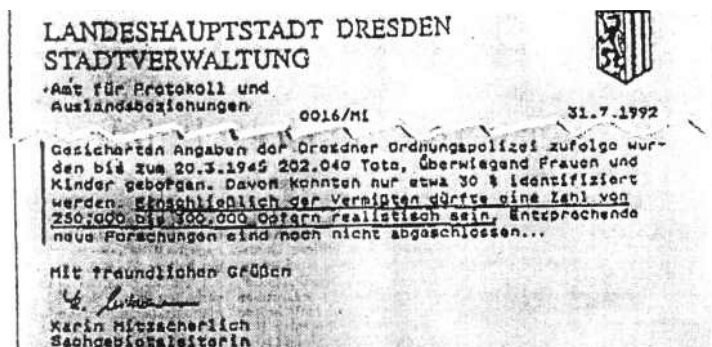 LANDESHAUPTSTADT DRESDEN
STADTVERWALTUNG
Amt für Protokoll und
Auslandsbeziehungen
0016/MI 31.7.1992
Gesicherten Angaben der Dresdner Ordnungspolizei zufolge wur-
den bis zum 20.3.1945 202.040 Tote, überwiegend Frauen und
Kinder geborgen. Davon konnten nur etwa 30 % identifiziert
werden. Einschließlich der Vermißten dürfte eine Zahl von
250.000 bis 300.000 Opfern realistisch sein. Entsprechende
neue Forschungen sind noch nicht abgeschlossen...
Mit freundlichen Grüßen
Karin Mitzscherlich
Sachgebietsleiterin